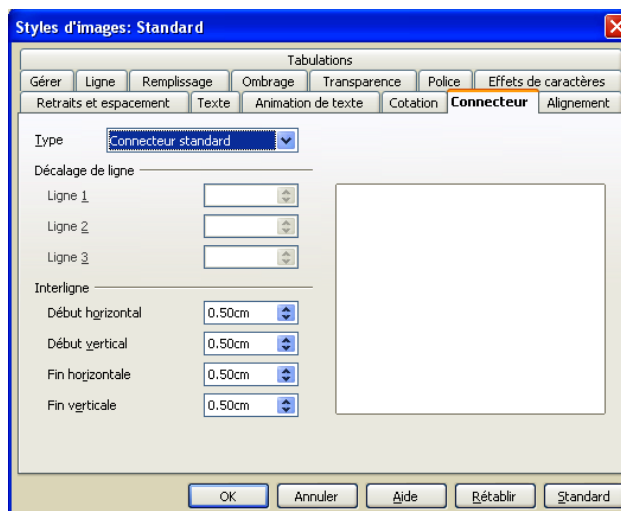 Styles d'images: Standard
Tabulations
Gérer Ligne Remplissage Ombrage Transparence Police Effets de caractères
Retraits et espacement Texte Animation de texte Cotation Connecteur Alignement
Type Connecteur standard
Décalage de ligne
Ligne 1
Ligne 2
Ligne 3
Interligne
Début horizontal 0.50cm
Début vertical 0.50cm
Fin horizontale 0.50cm
Fin verticale 0.50cm
OK Annuler Aide Rétablir Standard